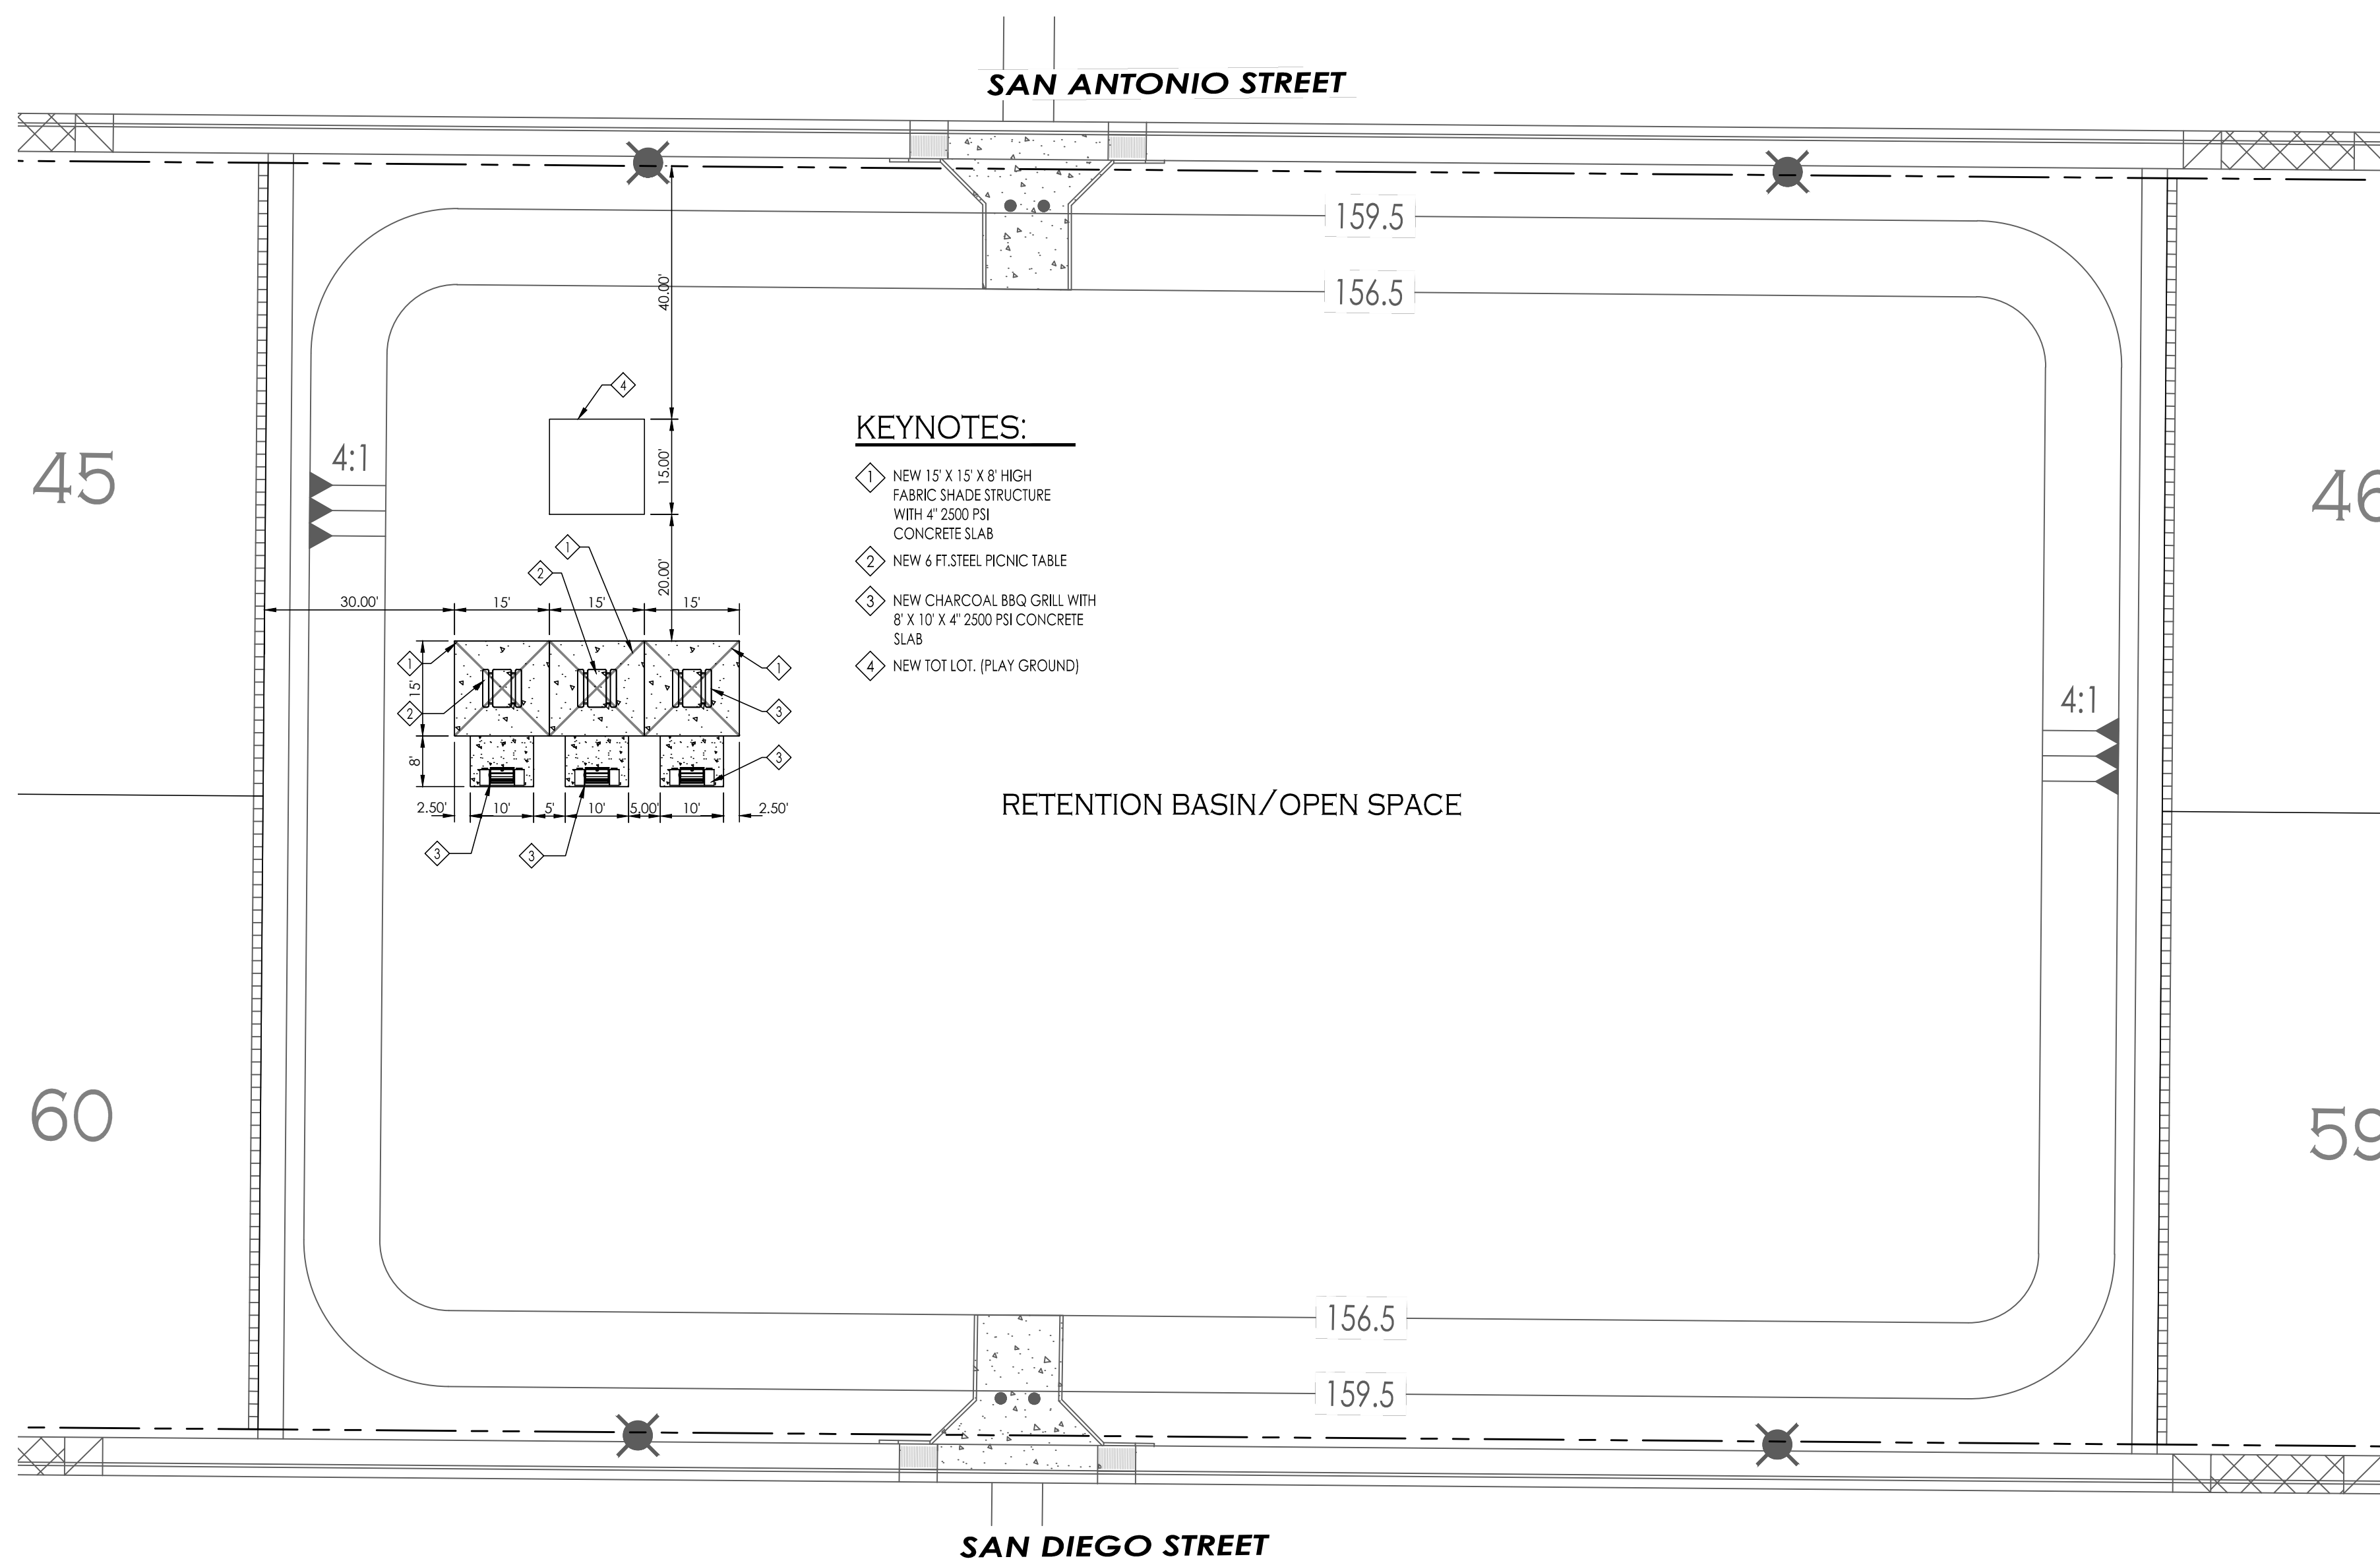 SAN ANTONIO STREET
159.5
156.5
40.00'
4
45
4:1
15.00'
KEYNOTES:
1 NEW 15' X 15' X 8' HIGH
FABRIC SHADE STRUCTURE
WITH 4" 2500 PSI
CONCRETE SLAB
2 NEW 6 FT.STEEL PICNIC TABLE
3 NEW CHARCOAL BBQ GRILL WITH
8' X 10' X 4" 2500 PSI CONCRETE
SLAB
4 NEW TOT LOT. (PLAY GROUND)
46
1
2
20.00'
30.00' 15' 15' 15'
1
1
15'
2
3
8'
3
2.50' 10' 5' 10' 5.00' 10' 2.50'
3 3
4:1
RETENTION BASIN/OPEN SPACE
60
59
156.5
159.5
SAN DIEGO STREET